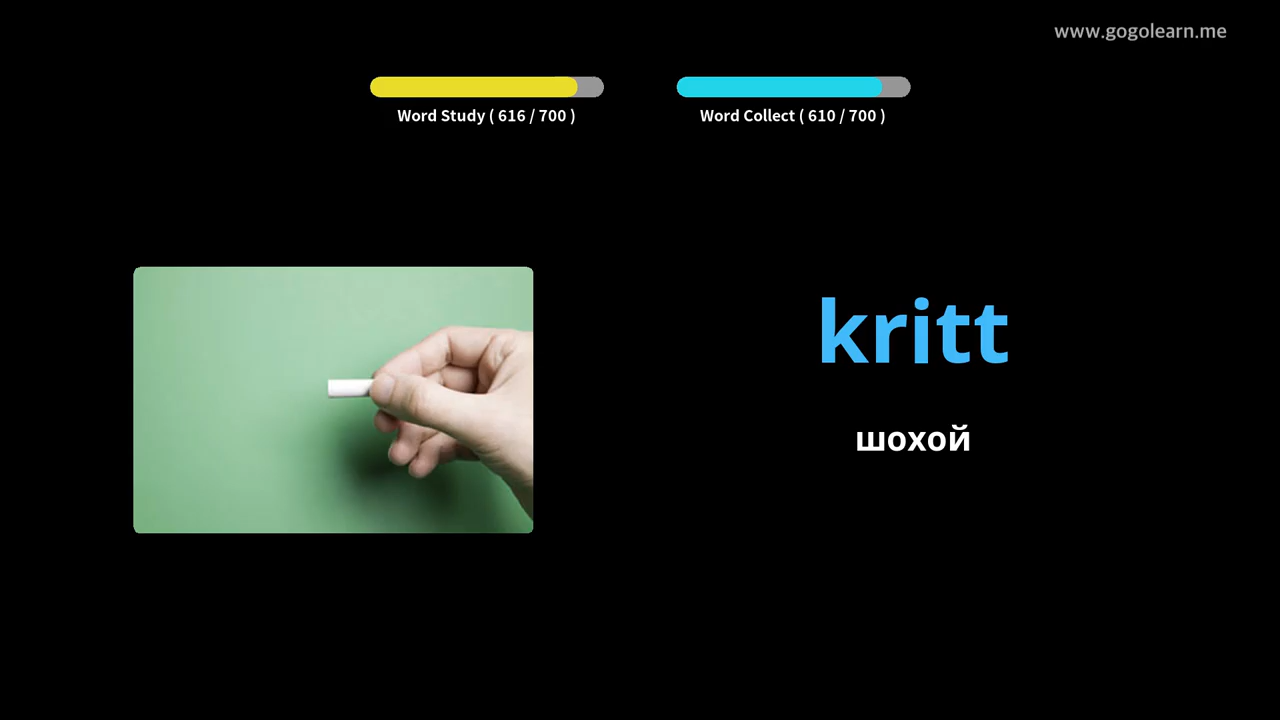 www.gogolearn.me
Word Study ( 616 / 700 )
Word Collect ( 610 / 700 )
kritt
шохой